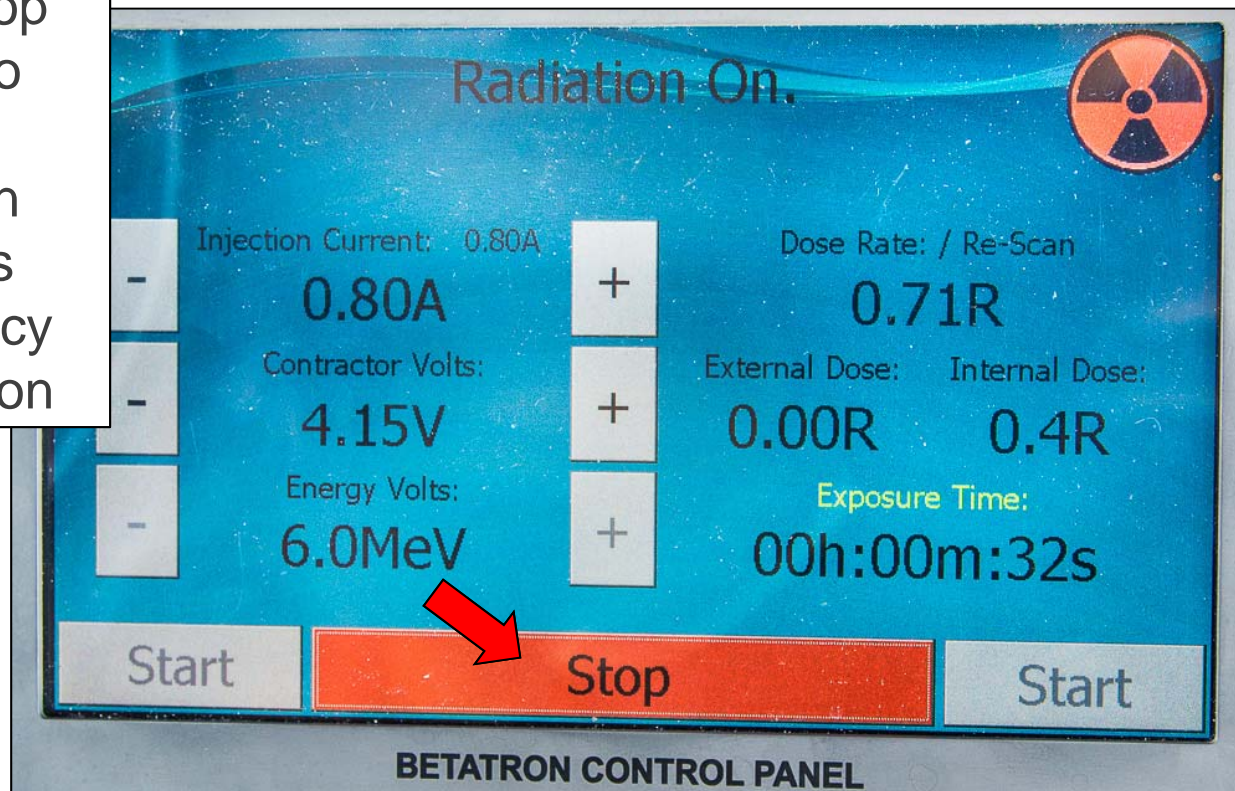 Radiation On.
Injection Current: 0.80A
- 0.80A +
Contractor Volts:
- 4.15V +
Energy Volts:
- 6.0MeV +
Dose Rate: / Re-Scan
0.71R
External Dose: Internal Dose:
0.00R 0.4R
Exposure Time:
00h:00m:32s
Start Stop Start
BETATRON CONTROL PANEL